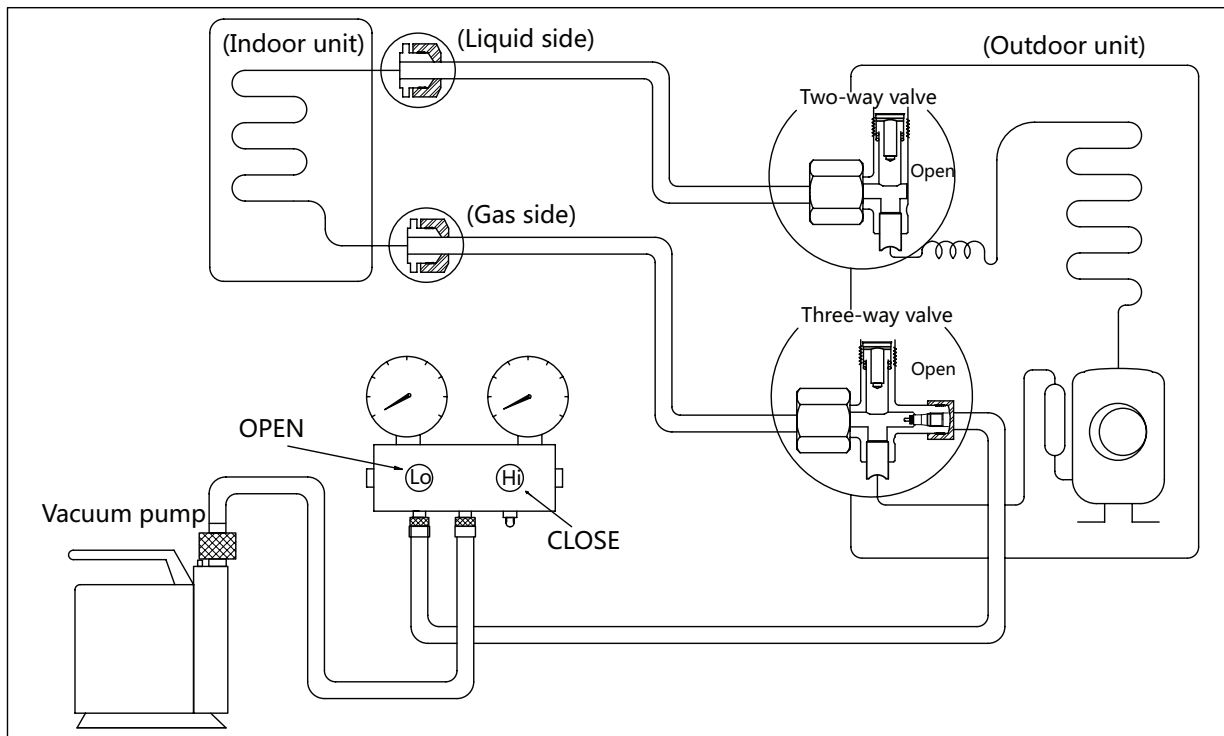 (Indoor unit)
(Liquid side)
(Outdoor unit)
Two-way valve
Open
(Gas side)
Three-way valve
Open
OPEN
Lo
Hi
CLOSE
Vacuum pump